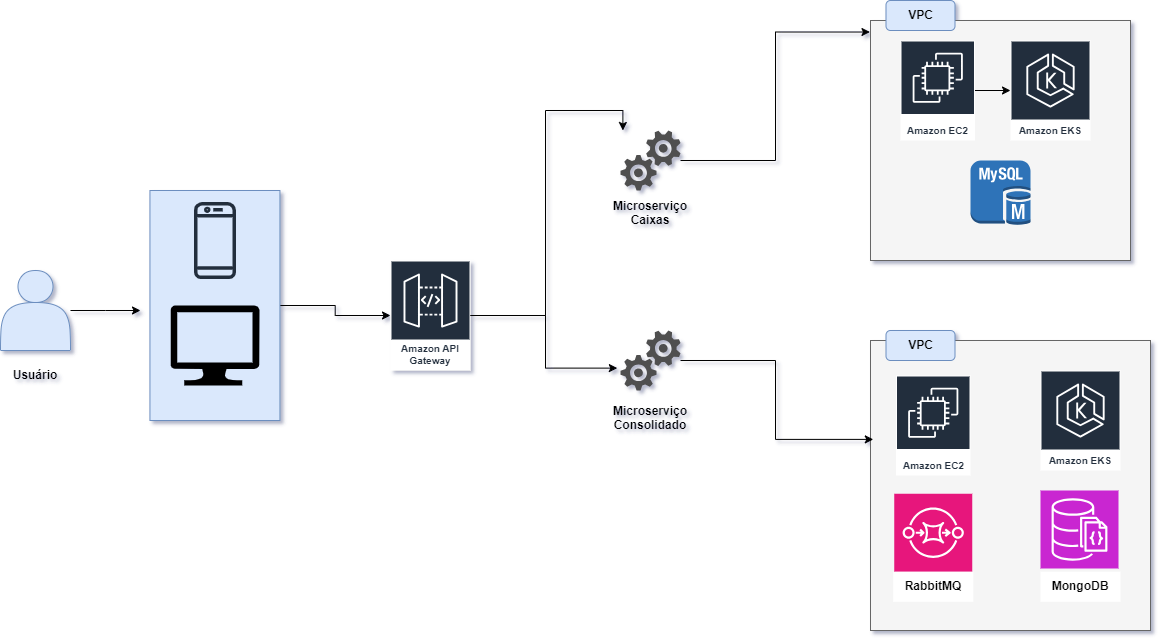 VPC
Amazon EC2
Amazon EKS
MySQL
M
Microserviço
Caixas
</>
Amazon API
Gateway
Usuário
VPC
Microserviço
Consolidado
K
K
Amazon EC2
Amazon EKS
{}
RabbitMQ
MongoDB